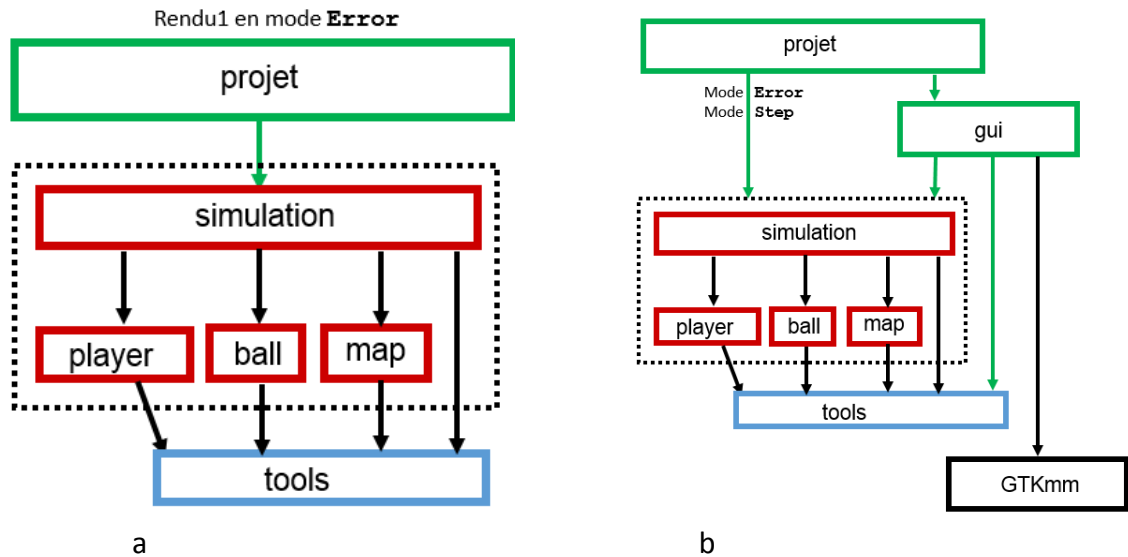 Rendu1 en mode Error
projet
simulation
player
ball
map
tools
a
projet
Mode Error
Mode Step
gui
simulation
player
ball
map
tools
GTKmm
b